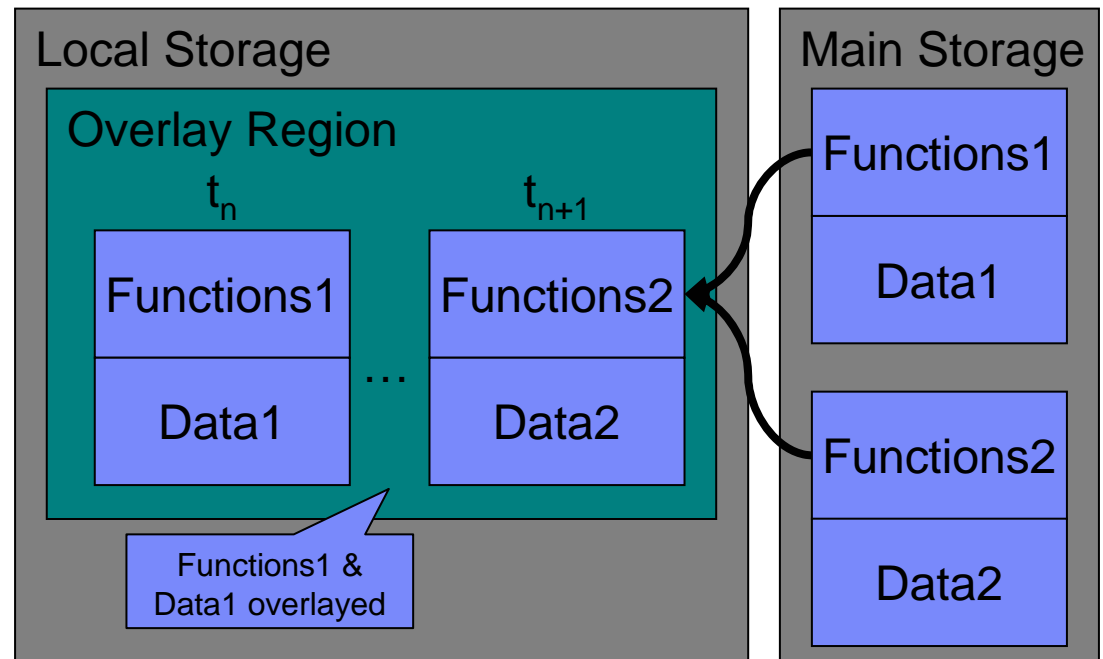 Local Storage
Overlay Region
tn
tn+1
Functions1
Data1
…
Functions2
Data2
Functions1 &
Data1 overlayed
Main Storage
Functions1
Data1
Functions2
Data2